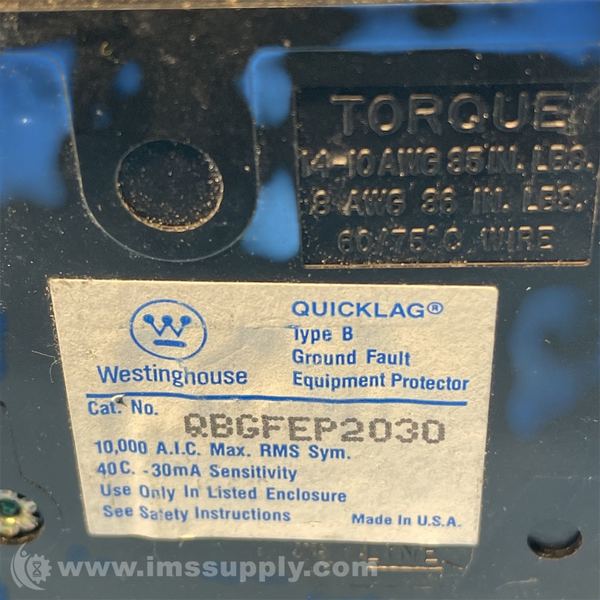 TORQUE
14-10 AWG 35 IN. LBS.
8 AWG 36 IN. LBS.
60/75°C WIRE
QUICKLAG®
Type B
Ground Fault
Equipment Protector
Westinghouse
Cat. No. QBGFEP2030
10,000 A.I.C. Max. RMS Sym.
40C. -30mA Sensitivity
Use Only In Listed Enclosure
See Safety Instructions
Made In U.S.A.
LINE
www.imssupply.com